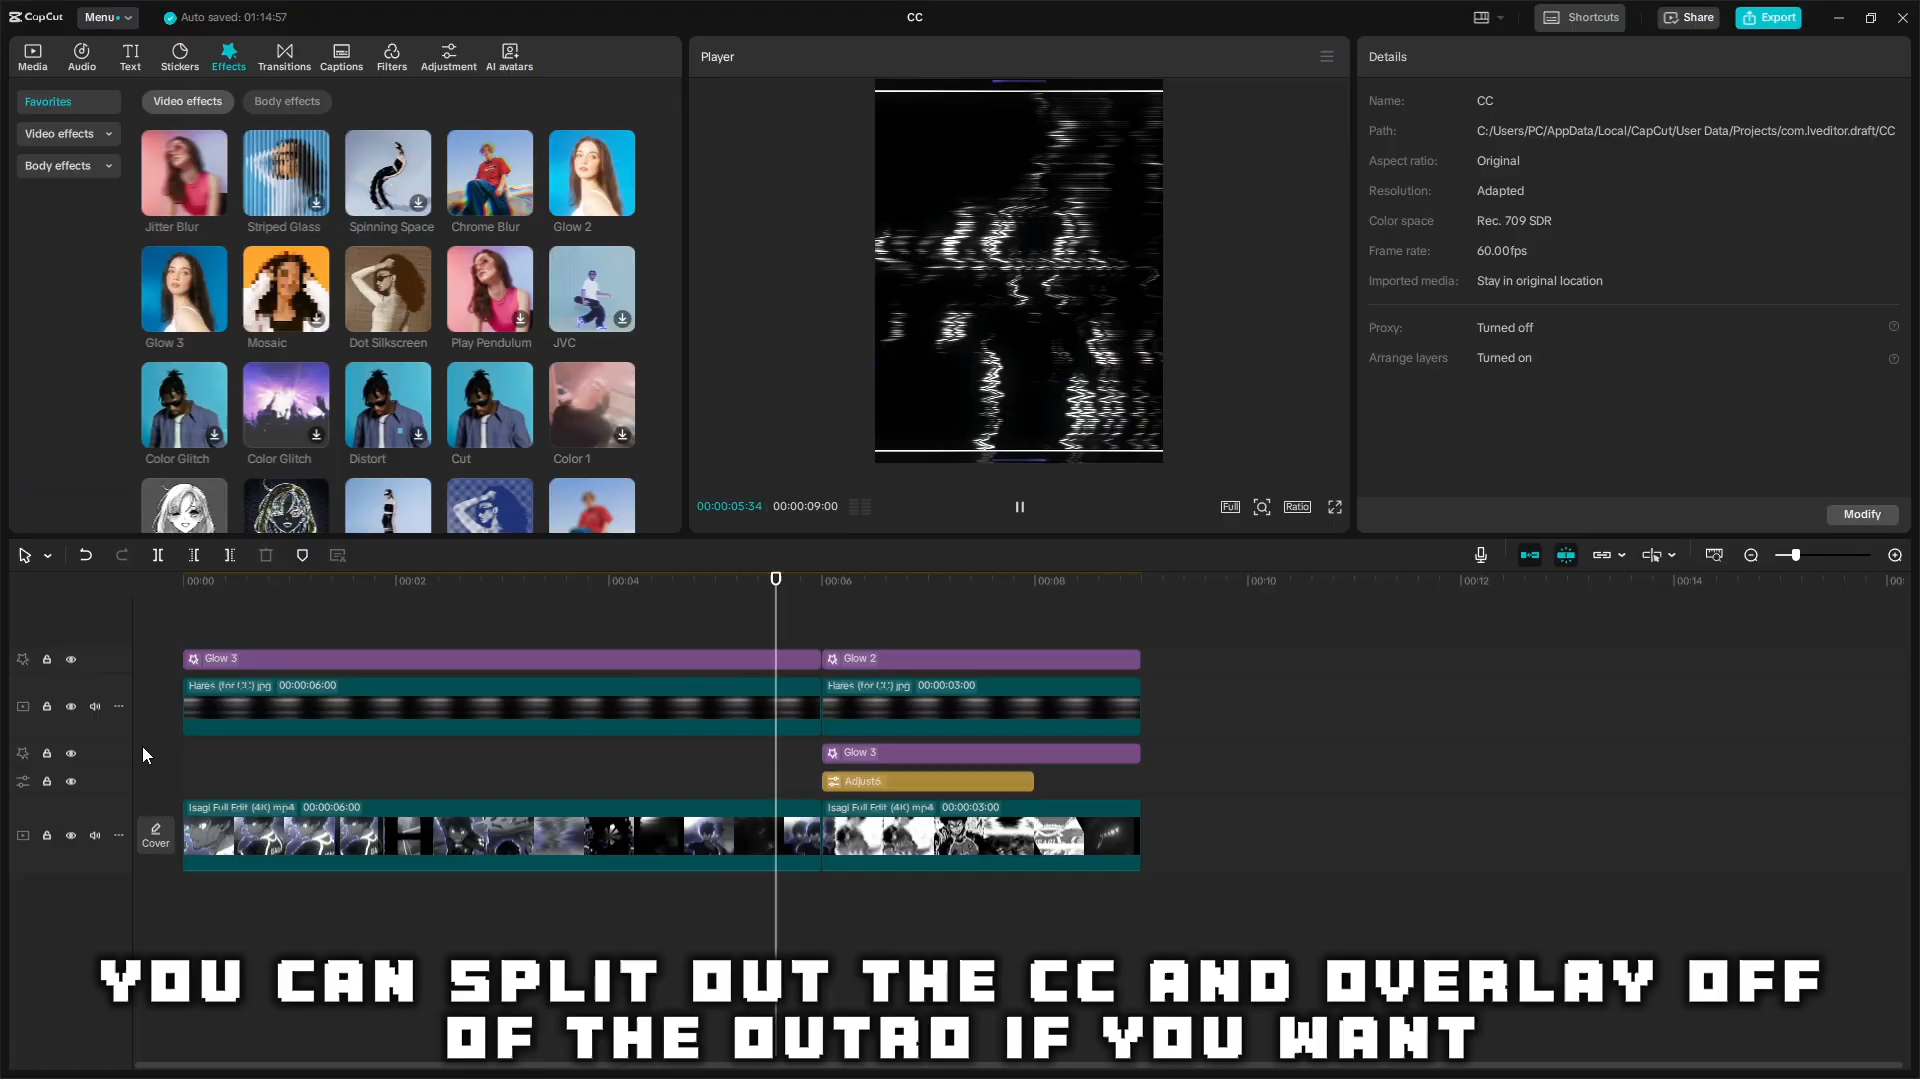 CapCut
Menu
Auto saved: 01:14:57
CC
Shortcuts
Share
Export
Media
Audio
Text
Stickers
Effects
Transitions
Captions
Filters
Adjustment
AI avatars
Favorites
Video effects
Body effects
Video effects
Body effects
Jitter Blur
Striped Glass
Spinning Space
Chrome Blur
Glow 2
Glow 3
Mosaic
Dot Silkscreen
Play Pendulum
JVC
Color Glitch
Color Glitch
Distort
Cut
Color 1
Player
00:00:05:34
00:00:09:00
Full
Ratio
Details
Name: CC
Path: C:/Users/PC/AppData/Local/CapCut/User Data/Projects/com.lveditor.draft/CC
Aspect ratio: Original
Resolution: Adapted
Color space Rec. 709 SDR
Frame rate: 60.00fps
Imported media: Stay in original location
Proxy: Turned off
Arrange layers Turned on
Modify
00:00 00:02 00:04 00:06 00:08 00:10 00:12 00:14 00:
Glow 3
Glow 2
Flares (for CC).jpg 00:00:06:00
Flares (for CC).jpg 00:00:03:00
Glow 3
Adjust6
Isagi Full Edit (4K).mp4 00:00:06:00
Isagi Full Edit (4K).mp4 00:00:03:00
Cover
YOU CAN SPLIT OUT THE CC AND OVERLAY OFF
OF THE OUTRO IF YOU WANT